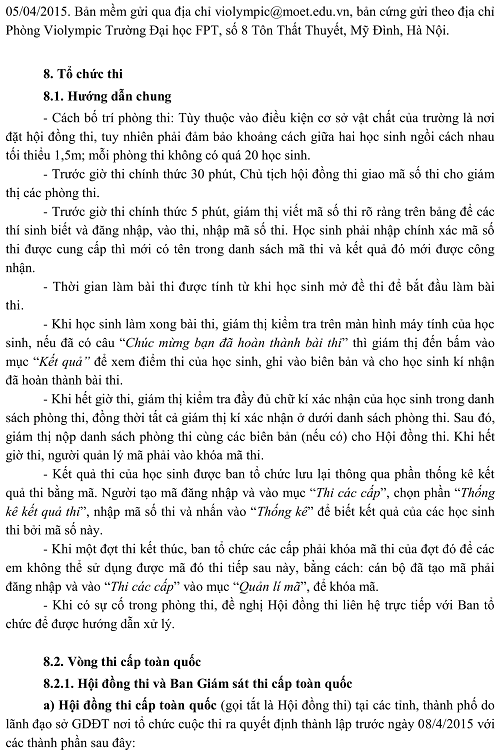 05/04/2015. Bản mềm gửi qua địa chỉ violympic@moet.edu.vn, bản cứng gửi theo địa chỉ
Phòng Violympic Trường Đại học FPT, số 8 Tôn Thất Thuyết, Mỹ Đình, Hà Nội.
8. Tổ chức thi
8.1. Hướng dẫn chung
- Cách bố trí phòng thi: Tùy thuộc vào điều kiện cơ sở vật chất của trường là nơi
đặt hội đồng thi, tuy nhiên phải đảm bảo khoảng cách giữa hai học sinh ngồi cách nhau
tối thiểu 1,5m; mỗi phòng thi không có quá 20 học sinh.
- Trước giờ thi chính thức 30 phút, Chủ tịch hội đồng thi giao mã số thi cho giám
thị các phòng thi.
- Trước giờ thi chính thức 5 phút, giám thị viết mã số thi rõ ràng trên bảng để các
thí sinh biết và đăng nhập, vào thi, nhập mã số thi. Học sinh phải nhập chính xác mã số
thi được cung cấp thì mới có tên trong danh sách mã thi và kết quả đó mới được công
nhận.
- Thời gian làm bài thi được tính từ khi học sinh mở đề thi để bắt đầu làm bài
thi.
- Khi học sinh làm xong bài thi, giám thị kiểm tra trên màn hình máy tính của học
sinh, nếu đã có câu “Chúc mừng bạn đã hoàn thành bài thi” thì giám thị đến bấm vào
mục “Kết quả” để xem điểm thi của học sinh, ghi vào biên bản và cho học sinh kí nhận
đã hoàn thành bài thi.
- Khi hết giờ thi, giám thị kiểm tra đầy đủ chữ kí xác nhận của học sinh trong danh
sách phòng thi, đồng thời tất cả giám thị kí xác nhận ở dưới danh sách phòng thi. Sau đó,
giám thị nộp danh sách phòng thi cùng các biên bản (nếu có) cho Hội đồng thi. Khi hết
giờ thi, người quản lý mã phải vào khóa mã thi.
- Kết quả thi của học sinh được ban tổ chức lưu lại thông qua phần thống kê kết
quả thi bằng mã. Người tạo mã đăng nhập và vào mục “Thi các cấp”, chọn phần “Thống
kê kết quả thi”, nhập mã số thi và nhấn vào “Thống kê” để biết kết quả của các học sinh
thi bởi mã số này.
- Khi một đợt thi kết thúc, ban tổ chức các cấp phải khóa mã thi của đợt đó để các
em không thể sử dụng được mã đó thi tiếp sau này, bằng cách: cán bộ đã tạo mã phải
đăng nhập và vào “Thi các cấp” vào mục “Quản lí mã”, để khóa mã.
- Khi có sự cố trong phòng thi, đề nghị Hội đồng thi liên hệ trực tiếp với Ban tổ
chức để được hướng dẫn xử lý.
8.2. Vòng thi cấp toàn quốc
8.2.1. Hội đồng thi và Ban Giám sát thi cấp toàn quốc
a) Hội đồng thi cấp toàn quốc (gọi tắt là Hội đồng thi) tại các tỉnh, thành phố do
lãnh đạo sở GDĐT nơi tổ chức cuộc thi ra quyết định thành lập trước ngày 08/4/2015 với
các thành phần sau đây: